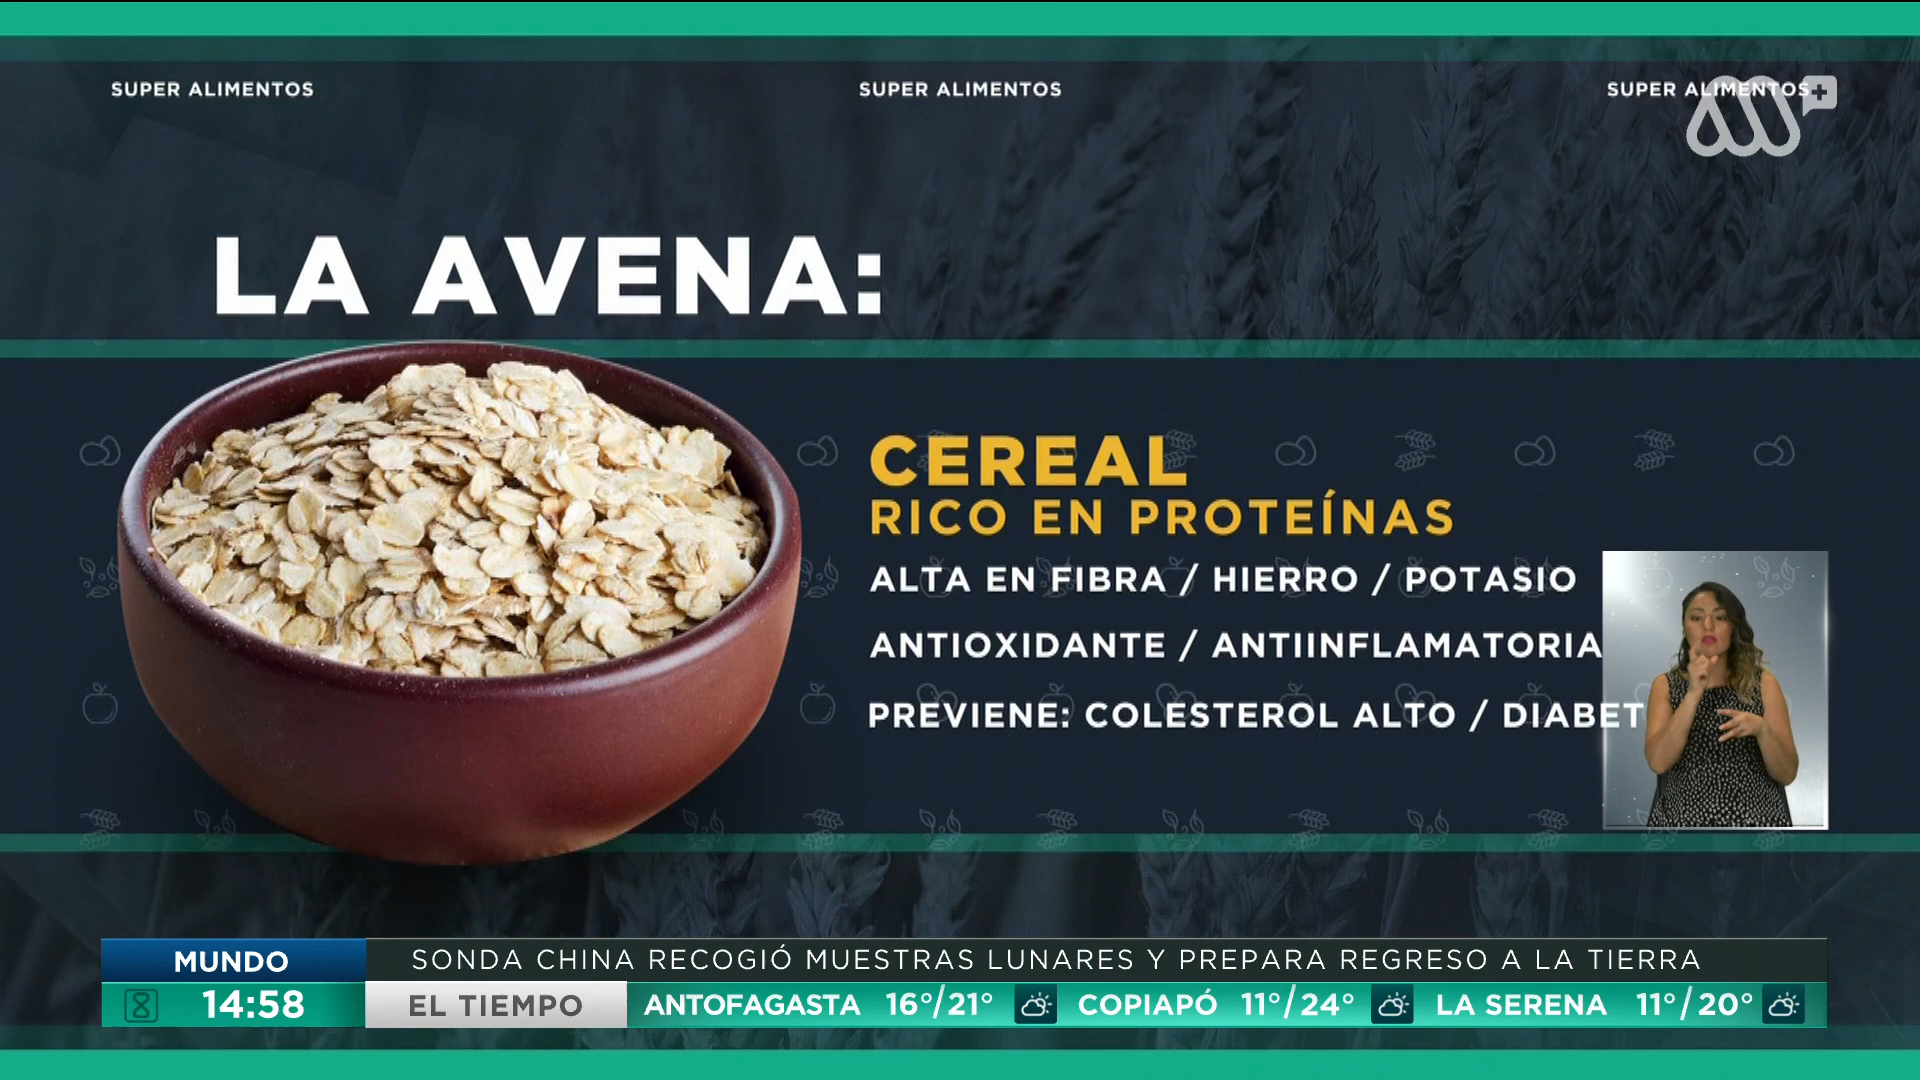 SUPER ALIMENTOS SUPER ALIMENTOS SUPER ALIMENTOS
LA AVENA:
CEREAL
RICO EN PROTEÍNAS
ALTA EN FIBRA / HIERRO / POTASIO
ANTIOXIDANTE / ANTIINFLAMATORIA
PREVIENE: COLESTEROL ALTO / DIABET
MUNDO SONDA CHINA RECOGIÓ MUESTRAS LUNARES Y PREPARA REGRESO A LA TIERRA
14:58 EL TIEMPO ANTOFAGASTA 16°/21° COPIAPÓ 11°/24° LA SERENA 11°/20°